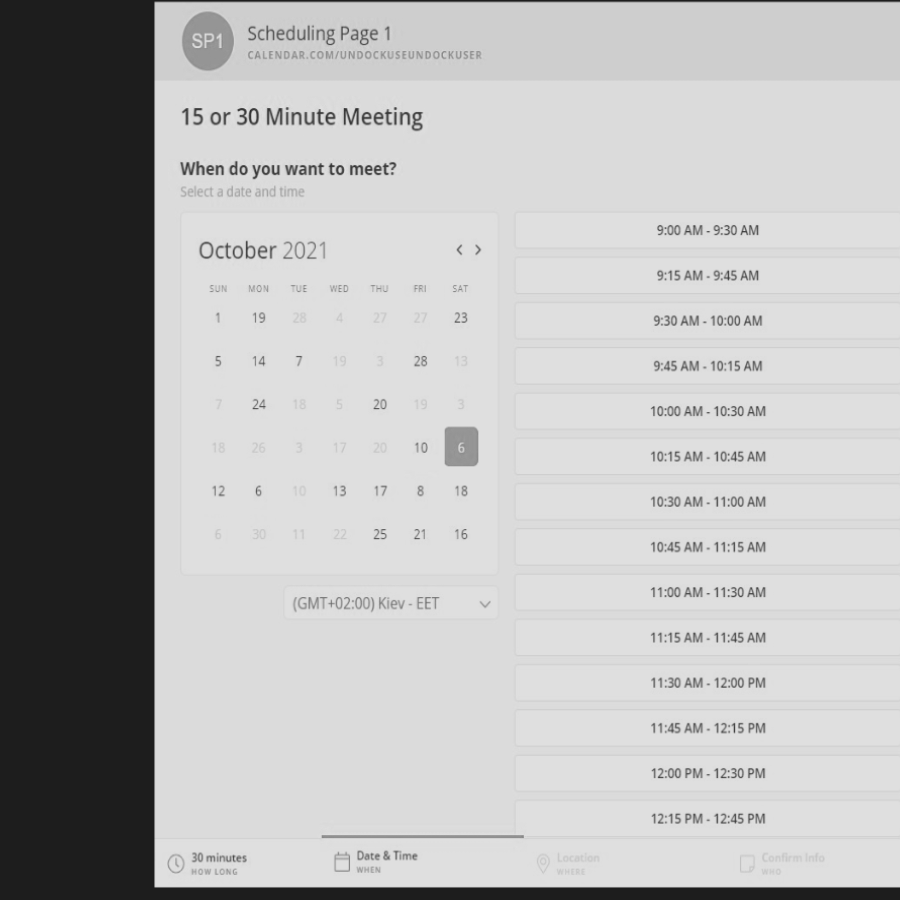 SP1
Scheduling Page 1
CALENDAR.COM/UNDOCKUSEUNDOCKUSER
15 or 30 Minute Meeting
When do you want to meet?
Select a date and time
October 2021
SUN MON TUE WED THU FRI SAT
1 19 28 4 27 27 23
5 14 7 19 3 28 13
7 24 18 5 20 19 3
18 26 3 17 20 10 6
12 6 10 13 17 8 18
6 30 11 22 25 21 16
(GMT+02:00) Kiev - EET
9:00 AM - 9:30 AM
9:15 AM - 9:45 AM
9:30 AM - 10:00 AM
9:45 AM - 10:15 AM
10:00 AM - 10:30 AM
10:15 AM - 10:45 AM
10:30 AM - 11:00 AM
10:45 AM - 11:15 AM
11:00 AM - 11:30 AM
11:15 AM - 11:45 AM
11:30 AM - 12:00 PM
11:45 AM - 12:15 PM
12:00 PM - 12:30 PM
12:15 PM - 12:45 PM
30 minutes
HOW LONG
Date & Time
WHEN
Location
WHERE
Confirm Info
WHO